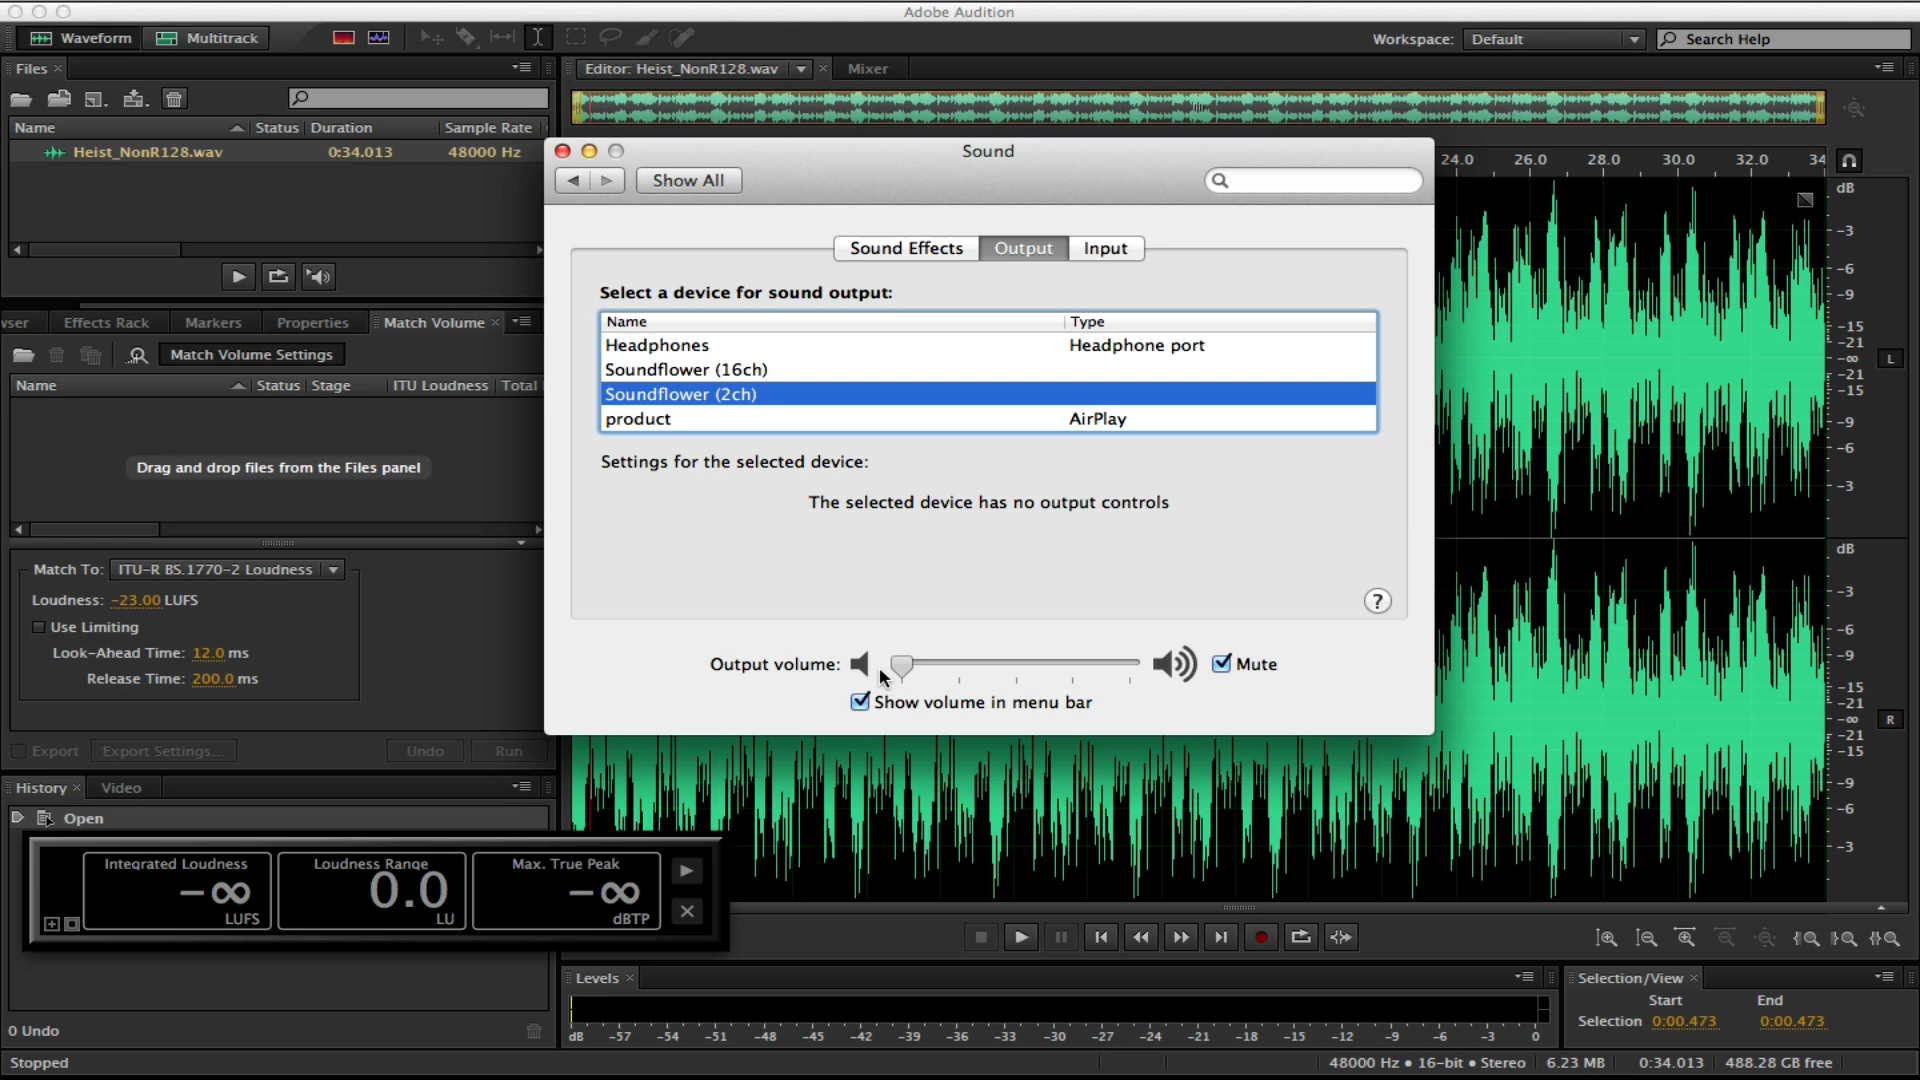 Adobe Audition
Waveform
Multitrack
Workspace:
Default
Search Help
Files
Name
Status
Duration
Sample Rate
Heist_NonR128.wav
0:34.013
48000 Hz
wser
Effects Rack
Markers
Properties
Match Volume
Match Volume Settings
Name
Status
Stage
ITU Loudness
Total
Drag and drop files from the Files panel
Match To:
ITU-R BS.1770-2 Loudness
Loudness: -23.00 LUFS
Use Limiting
Look-Ahead Time: 12.0 ms
Release Time: 200.0 ms
Export
Export Settings...
Undo
Run
History
Video
Open
Integrated Loudness
-∞
LUFS
Loudness Range
0.0
LU
Max. True Peak
-∞
dBTP
0 Undo
Stopped
Editor: Heist_NonR128.wav
Mixer
24.0 26.0 28.0 30.0 32.0 34
Sound
Show All
Sound Effects
Output
Input
Select a device for sound output:
Name
Type
Headphones
Headphone port
Soundflower (16ch)
Soundflower (2ch)
product
AirPlay
Settings for the selected device:
The selected device has no output controls
?
Output volume:
Mute
Show volume in menu bar
dB
-3
-6
-9
-15
-21
-∞
L
-21
-15
-9
-6
-3
dB
-3
-6
-9
-15
-21
-∞
R
-21
-15
-9
-6
-3
Levels
dB -57 -54 -51 -48 -45 -42 -39 -36 -33 -30 -27 -24 -21 -18 -15 -12 -9 -6 -3 0
Selection/View
Start
End
Selection 0:00.473 0:00.473
48000 Hz • 16-bit • Stereo
6.23 MB
0:34.013
488.28 GB free